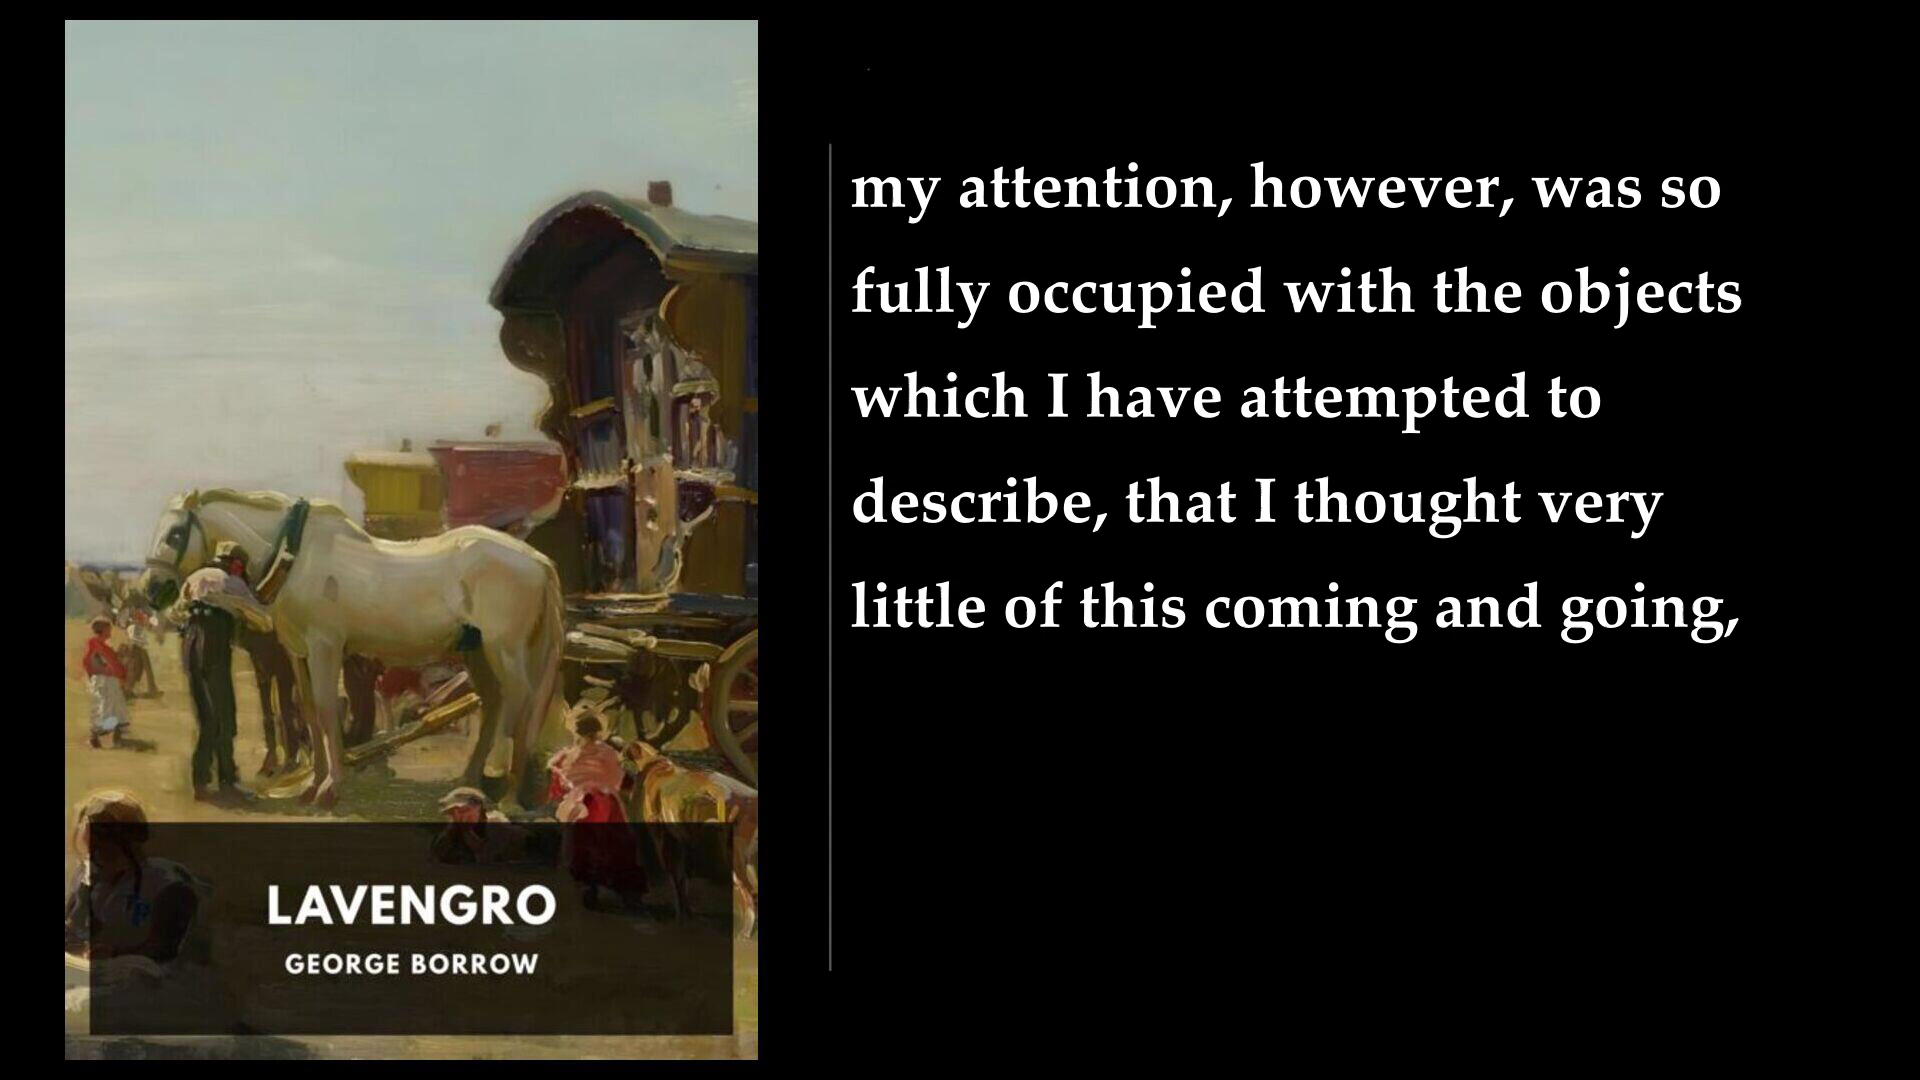 my attention, however, was so
fully occupied with the objects
which I have attempted to
describe, that I thought very
little of this coming and going,
LAVENGRO
GEORGE BORROW